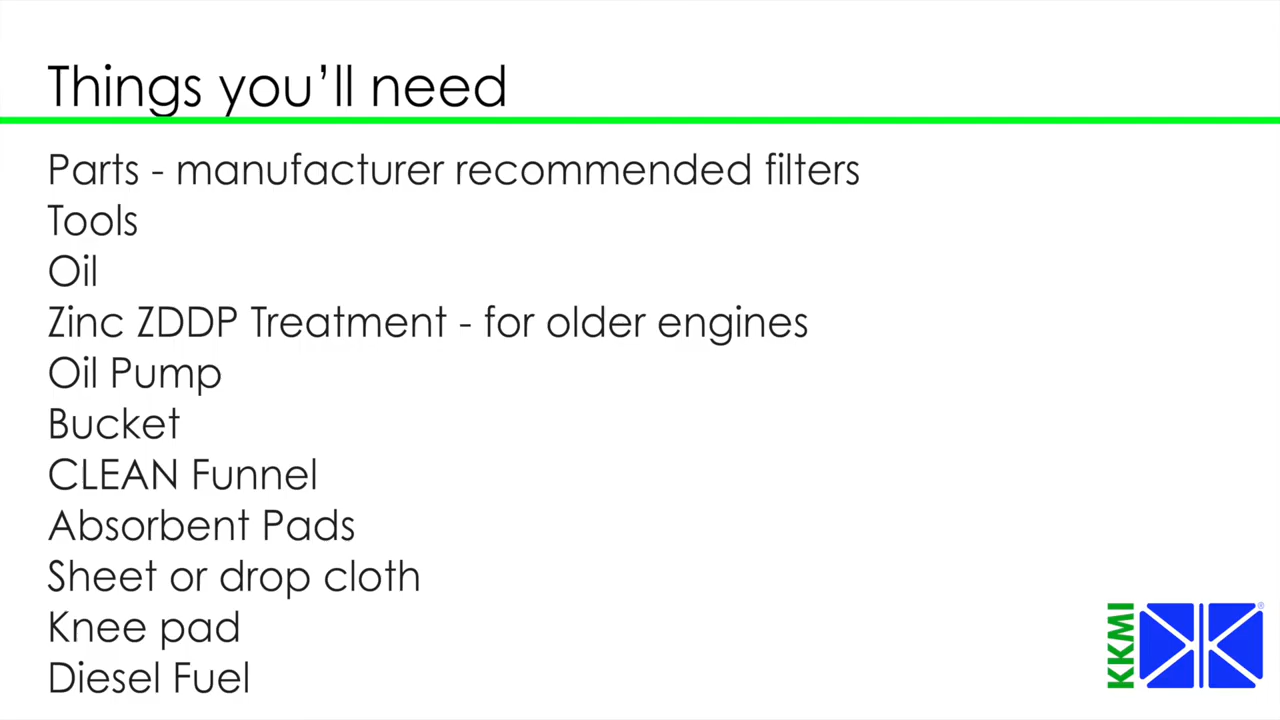 Things you'll need
Parts - manufacturer recommended filters
Tools
Oil
Zinc ZDDP Treatment - for older engines
Oil Pump
Bucket
CLEAN Funnel
Absorbent Pads
Sheet or drop cloth
Knee pad
Diesel Fuel
KKMI
®